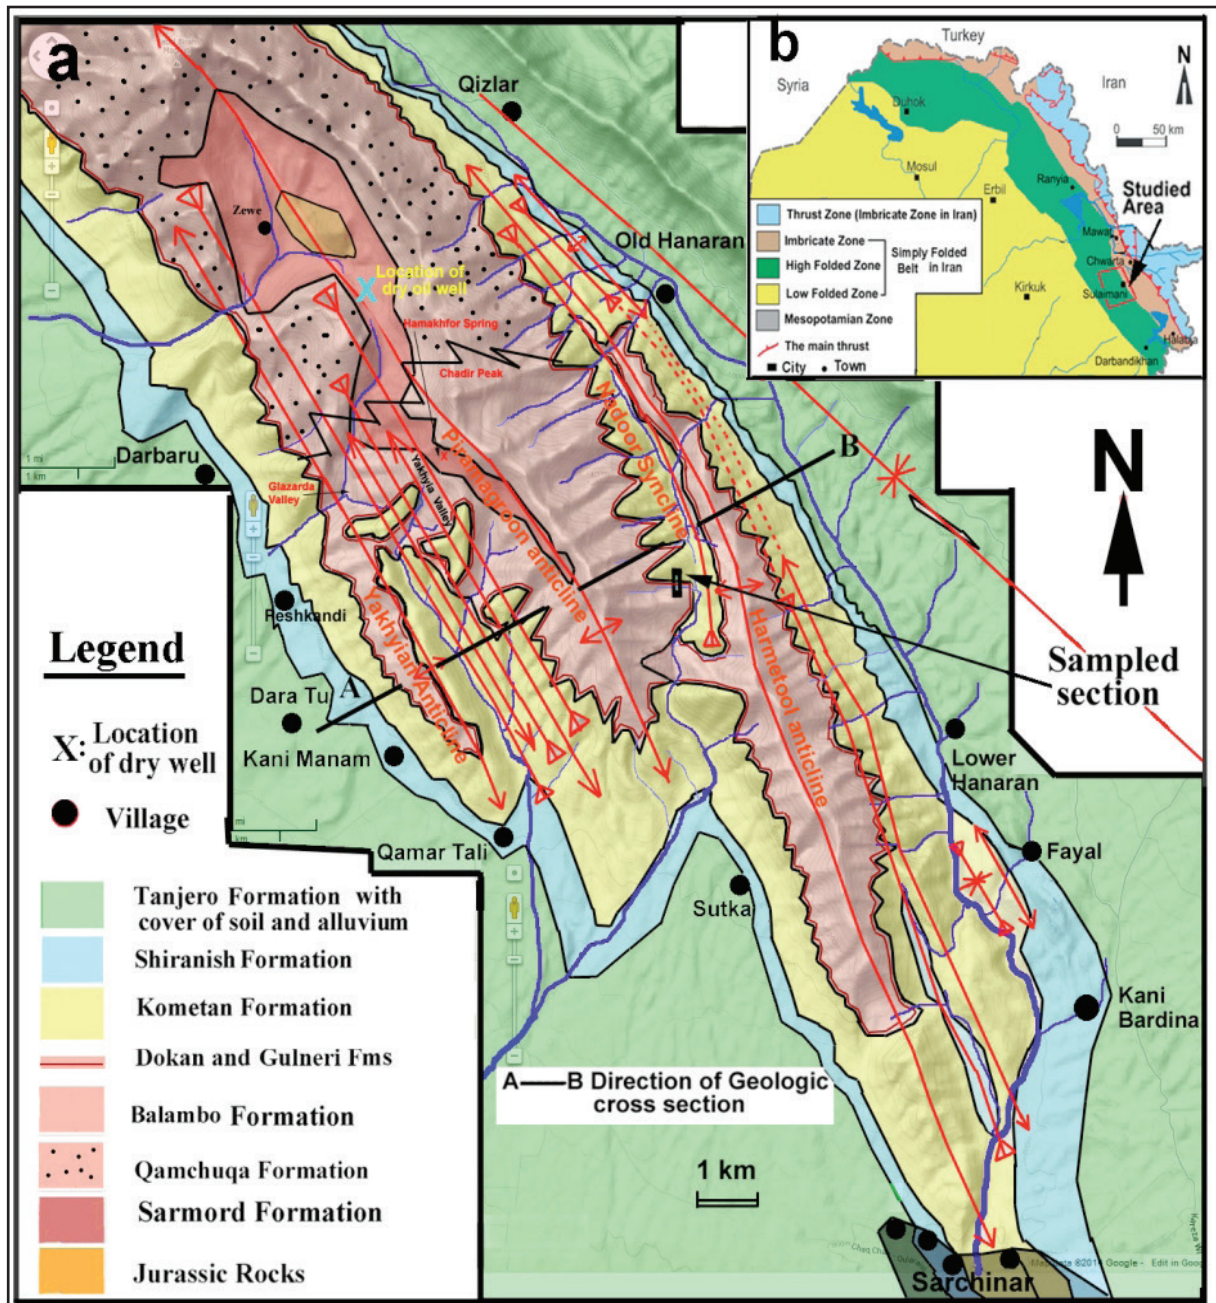 a
Qizlar
Zewe
Old Hanaran
Location of
dry oil well
Hamakhfor Spring
Chadir Peak
Nadoor Syncline
Piramagroon anticline
B
Darbaru
1 mi
1 km
Glazarda
Valley
Yakhyia Valley
Reshkandi
Yakhyian Anticline
Harmetool anticline
N
Sampled
section
A
Dara Tu
Kani Manam
Lower
Hanaran
Qamar Tali
Fayal
Sutka
Kani
Bardina
A——B Direction of Geologic
cross section
1 km
Sarchinar
Legend
X: Location
of dry well
Village
Tanjero Formation with
cover of soil and alluvium
Shiranish Formation
Kometan Formation
Dokan and Gulneri Fms
Balambo Formation
Qamchuqa Formation
Sarmord Formation
Jurassic Rocks
b
Turkey
Syria
Iran
N
0 50 km
Duhok
Mosul
Erbil
Ranyia
Studied
Area
Mawat
Chwarta
Kirkuk
Sulaimani
Halabja
Darbandikhan
Thrust Zone (Imbricate Zone in Iran)
Imbricate Zone
High Folded Zone
Simply Folded
Belt in Iran
Low Folded Zone
Mesopotamian Zone
The main thrust
City
Town